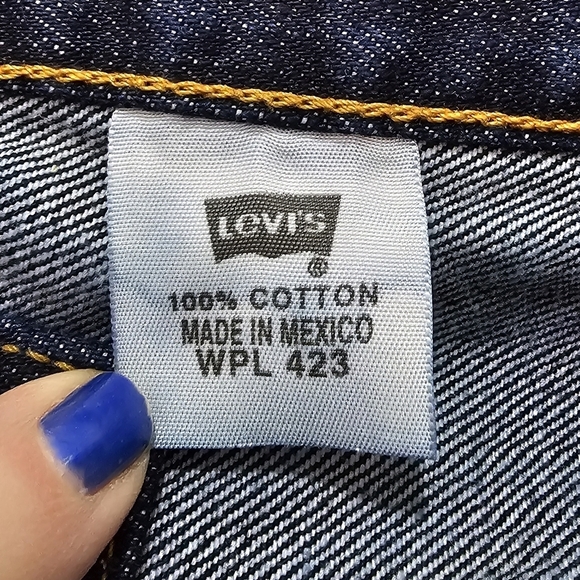 LEVI'S
®
100% COTTON
MADE IN MEXICO
WPL 423